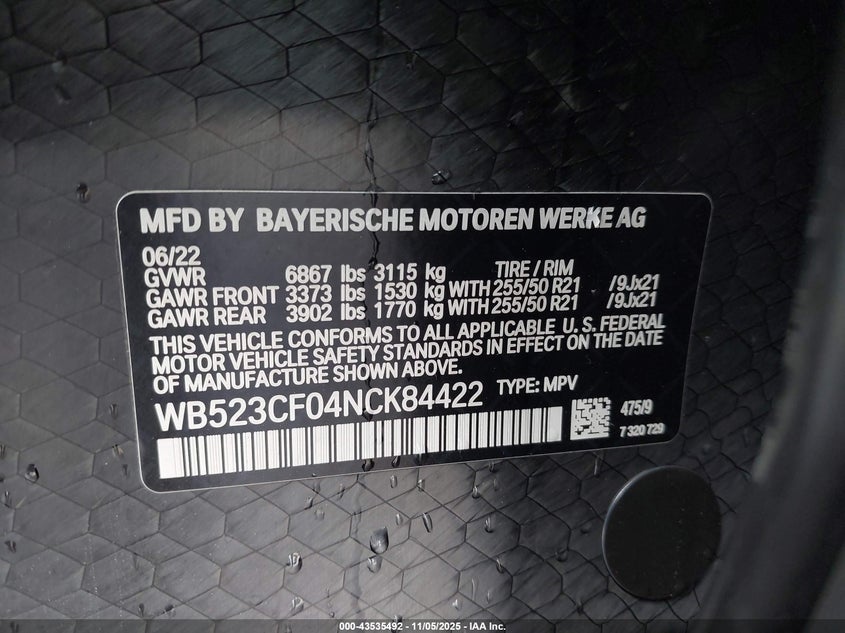 MFD BY BAYERISCHE MOTOREN WERKE AG
06/22
GVWR 6867 lbs 3115 kg TIRE / RIM
GAWR FRONT 3373 lbs 1530 kg WITH 255/50 R21 /9Jx21
GAWR REAR 3902 lbs 1770 kg WITH 255/50 R21 /9Jx21
THIS VEHICLE CONFORMS TO ALL APPLICABLE U. S. FEDERAL
MOTOR VEHICLE SAFETY STANDARDS IN EFFECT ON THE DATE
OF MANUFACTURE SHOWN ABOVE.
WB523CF04NCK84422 TYPE: MPV
475/9
7 320 729
000-43535492 - 11/05/2025 - IAA Inc.